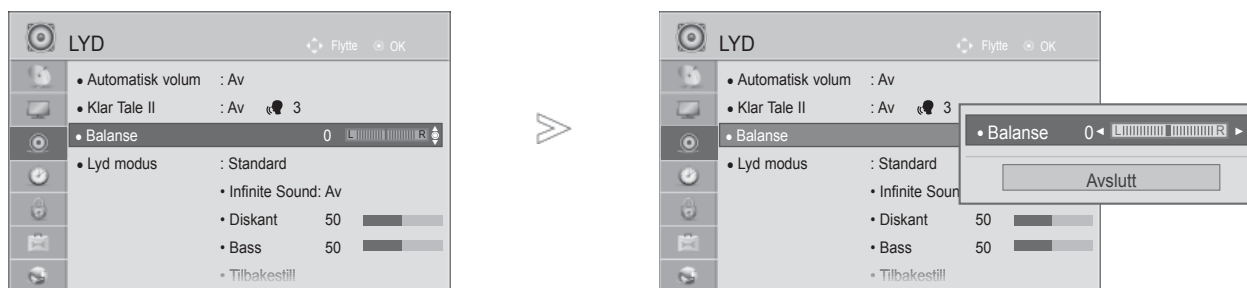 LYD
Flytte OK
• Automatisk volum : Av
• Klar Tale II : Av 3
• Balanse 0 L R
• Lyd modus : Standard
• Infinite Sound: Av
• Diskant 50
• Bass 50
• Tilbakestill
LYD
Flytte OK
• Automatisk volum : Av
• Klar Tale II : Av 3
• Balanse
• Lyd modus : Standard
• Infinite Soun
• Diskant 50
• Bass 50
• Tilbakestill
• Balanse 0 ◄ L R ►
Avslutt